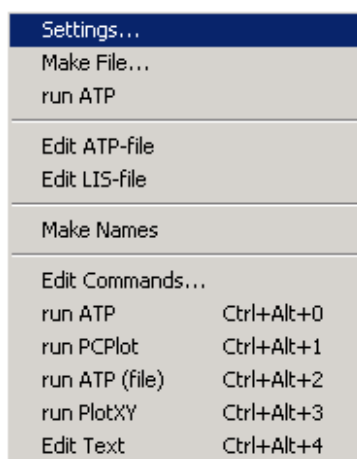 Settings...
Make File...
run ATP
Edit ATP-file
Edit LIS-file
Make Names
Edit Commands...
run ATP Ctrl+Alt+0
run PCPlot Ctrl+Alt+1
run ATP (file) Ctrl+Alt+2
run PlotXY Ctrl+Alt+3
Edit Text Ctrl+Alt+4